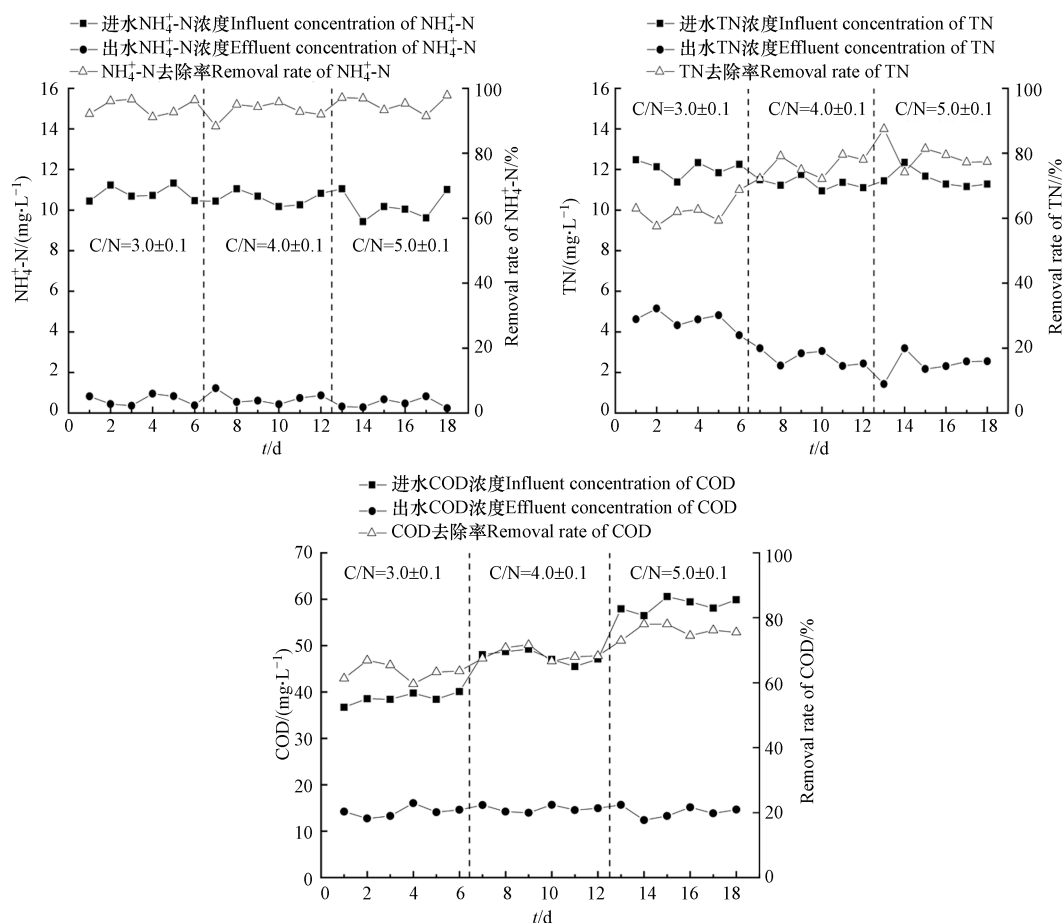 进水NH₄⁺-N浓度Influent concentration of NH₄⁺-N
出水NH₄⁺-N浓度Effluent concentration of NH₄⁺-N
NH₄⁺-N去除率Removal rate of NH₄⁺-N
16
14
12
10
8
6
4
2
0
NH₄⁺-N/(mg·L⁻¹)
C/N=3.0±0.1
C/N=4.0±0.1
C/N=5.0±0.1
100
80
60
40
20
0
Removal rate of NH₄⁺-N/%
0 2 4 6 8 10 12 14 16 18
t/d
进水TN浓度Influent concentration of TN
出水TN浓度Effluent concentration of TN
TN去除率Removal rate of TN
16
14
12
10
8
6
4
2
0
TN/(mg·L⁻¹)
C/N=3.0±0.1
C/N=4.0±0.1
C/N=5.0±0.1
100
80
60
40
20
0
Removal rate of TN//%
0 2 4 6 8 10 12 14 16 18
t/d
进水COD浓度Influent concentration of COD
出水COD浓度Effluent concentration of COD
COD去除率Removal rate of COD
70
60
50
40
30
20
10
0
COD/(mg·L⁻¹)
C/N=3.0±0.1
C/N=4.0±0.1
C/N=5.0±0.1
100
80
60
40
20
0
Removal rate of COD/%
0 2 4 6 8 10 12 14 16 18
t/d